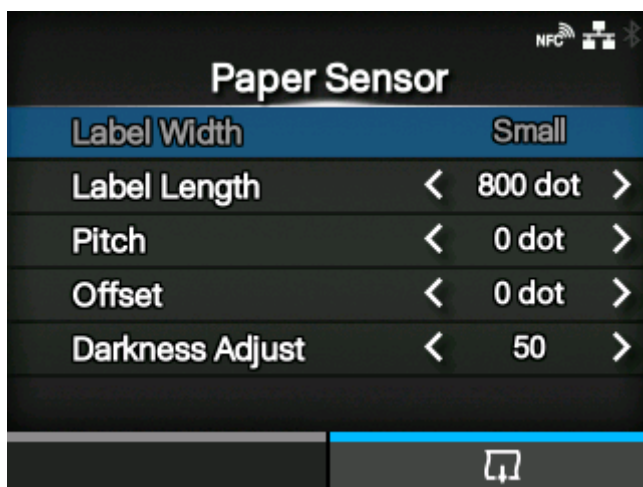 NFC
Paper Sensor
Label Width Small
Label Length < 800 dot >
Pitch < 0 dot >
Offset < 0 dot >
Darkness Adjust < 50 >